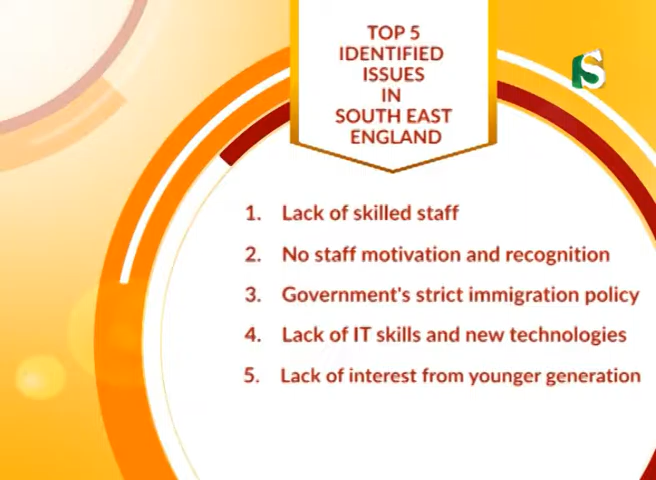 TOP 5
IDENTIFIED
ISSUES
IN
SOUTH EAST
ENGLAND
1. Lack of skilled staff
2. No staff motivation and recognition
3. Government's strict immigration policy
4. Lack of IT skills and new technologies
5. Lack of interest from younger generation